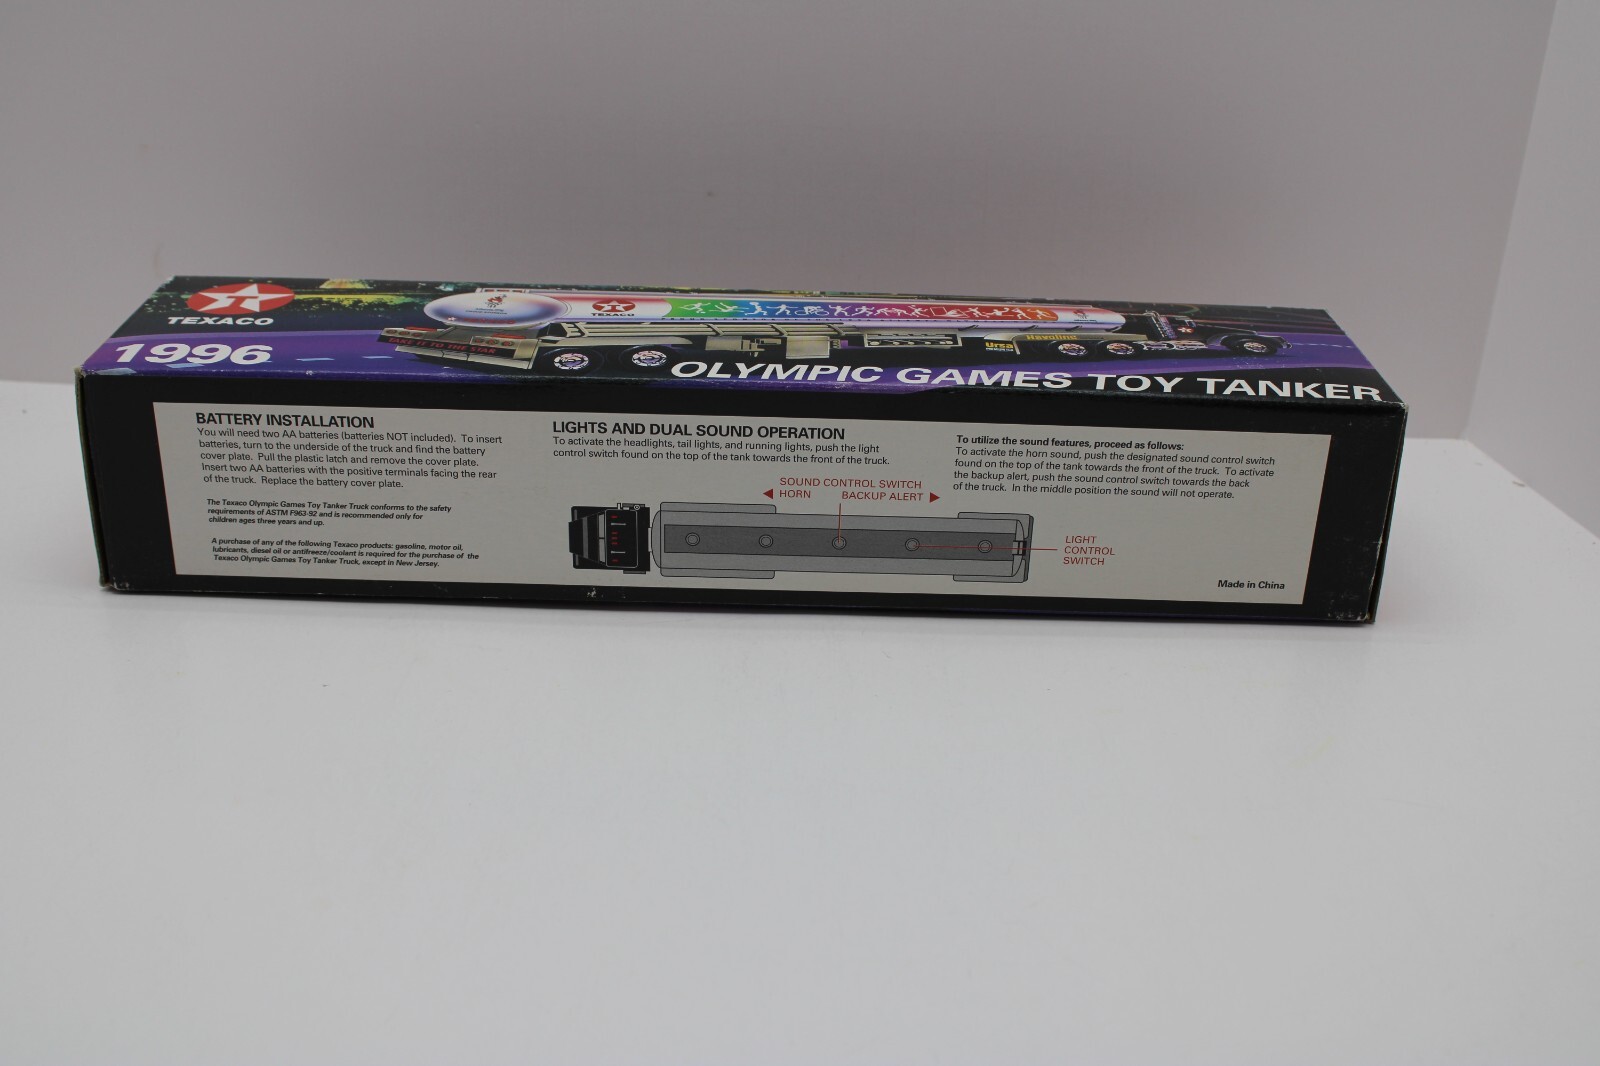 TEXACO
1996
TEXACO
TAKE IT TO THE STAR
Ursa
Havoline
OLYMPIC GAMES TOY TANKER
BATTERY INSTALLATION
You will need two AA batteries (batteries NOT included). To insert
batteries, turn to the underside of the truck and find the battery
cover plate. Pull the plastic latch and remove the cover plate.
Insert two AA batteries with the positive terminals facing the rear
of the truck. Replace the battery cover plate.
The Texaco Olympic Games Toy Tanker Truck conforms to the safety
requirements of ASTM F963-92 and is recommended only for
children ages three years and up.
A purchase of any of the following Texaco products: gasoline, motor oil,
lubricants, diesel oil or antifreeze/coolant is required for the purchase of the
Texaco Olympic Games Toy Tanker Truck, except in New Jersey.
LIGHTS AND DUAL SOUND OPERATION
To activate the headlights, tail lights, and running lights, push the light
control switch found on the top of the tank towards the front of the truck.
SOUND CONTROL SWITCH
HORN BACKUP ALERT
LIGHT
CONTROL
SWITCH
To utilize the sound features, proceed as follows:
To activate the horn sound, push the designated sound control switch
found on the top of the tank towards the front of the truck. To activate
the backup alert, push the sound control switch towards the back
of the truck. In the middle position the sound will not operate.
Made in China